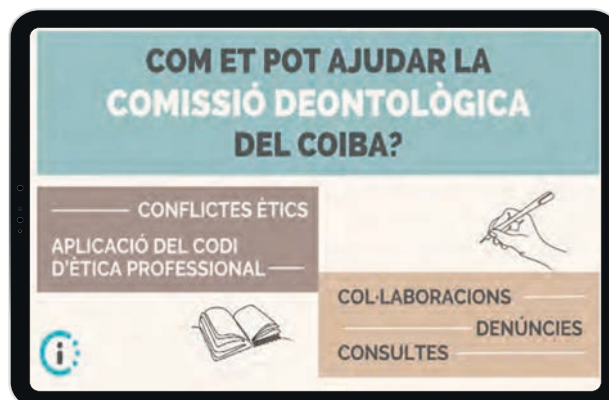 COM ET POT AJUDAR LA
COMISSIÓ DEONTOLÒGICA
DEL COIBA?
CONFLICTES ÈTICS
APLICACIÓ DEL CODI
D'ÈTICA PROFESSIONAL
COL·LABORACIONS
DENÚNCIES
CONSULTES
i